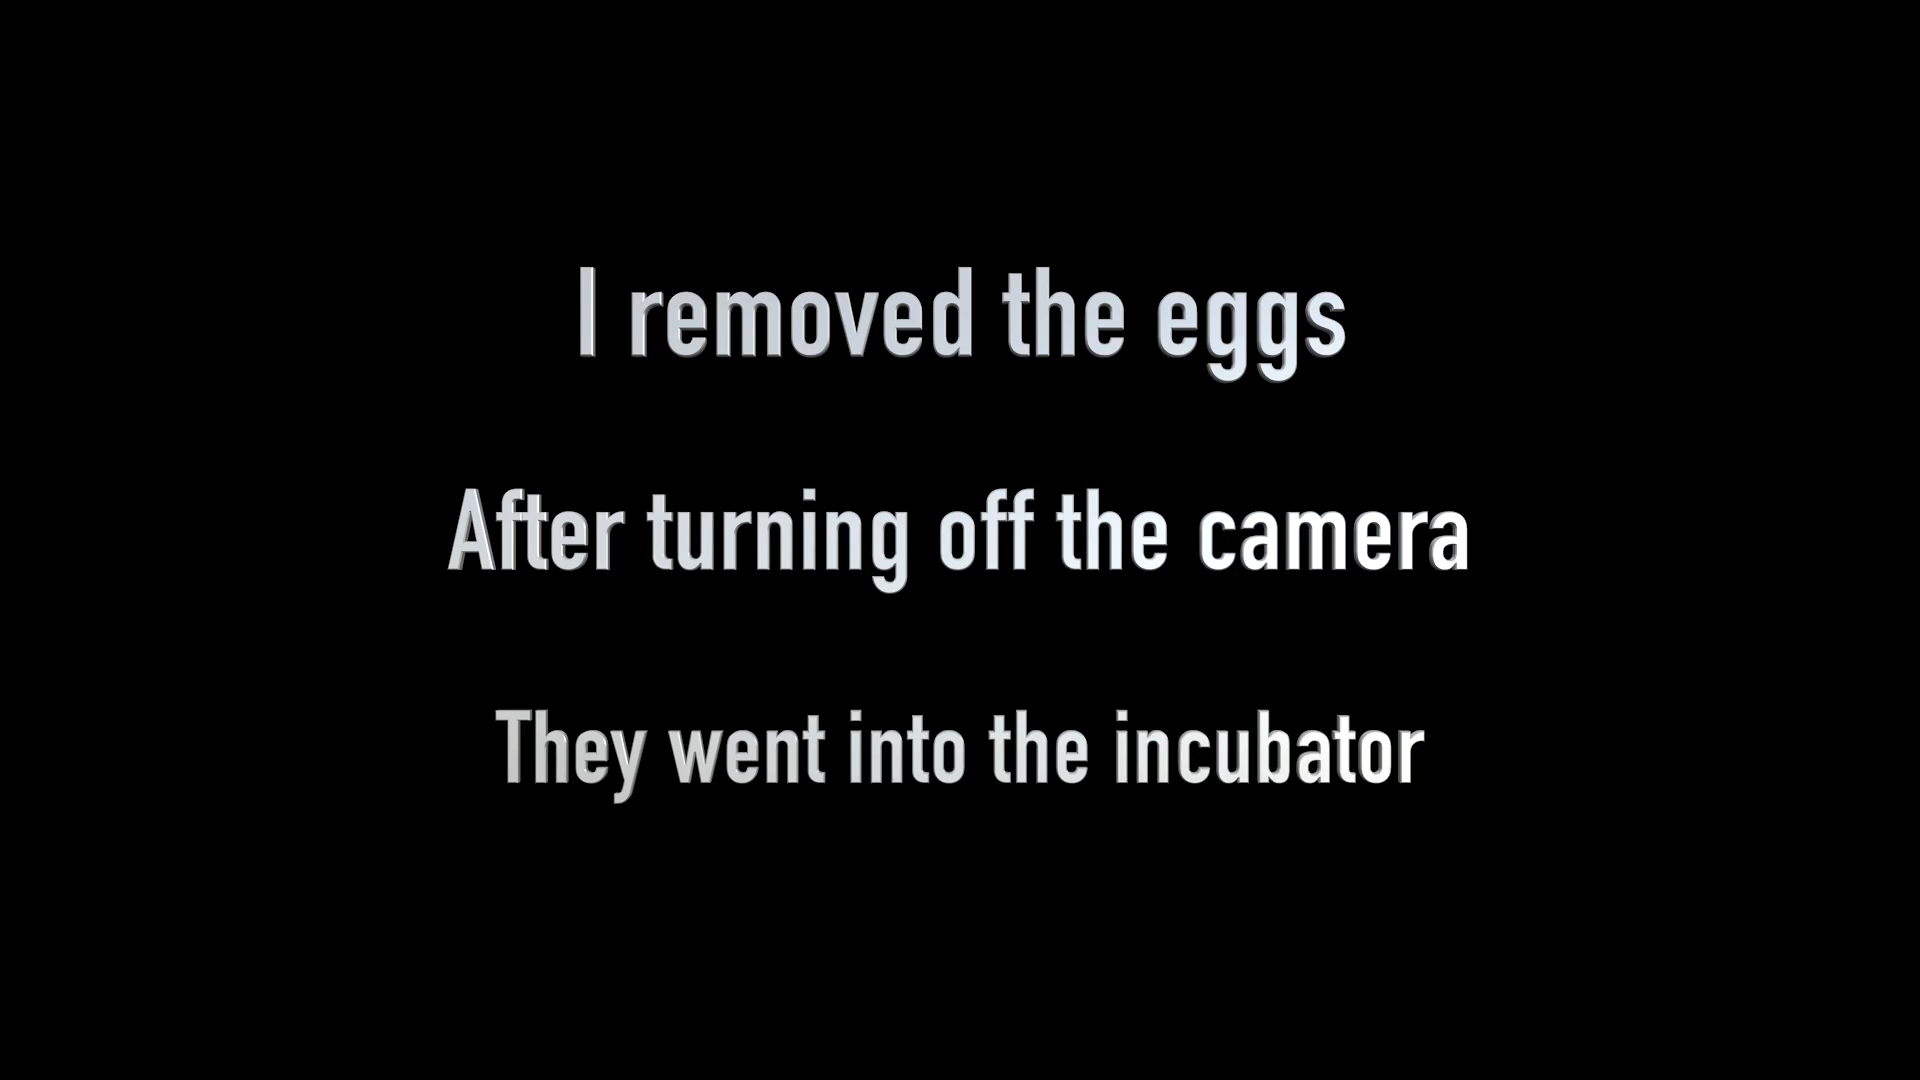 I removed the eggs
After turning off the camera
They went into the incubator